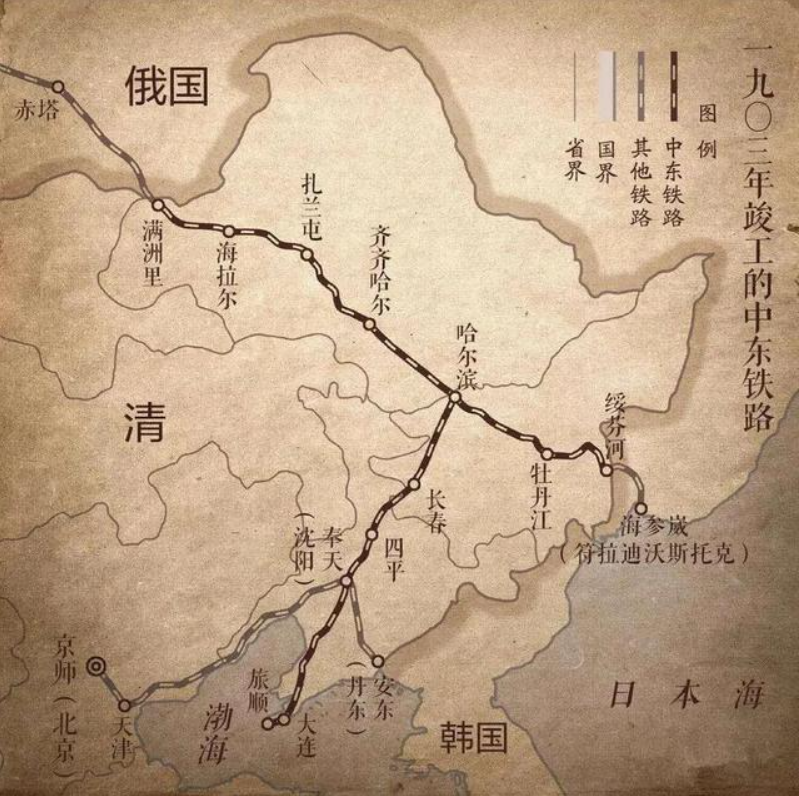 一九〇三年竣工的中东铁路
图例
中东铁路
其他铁路
国界
省界
俄国
赤塔
满洲里
海拉尔
扎兰屯
齐齐哈尔
哈尔滨
清
绥芬河
牡丹江
海参崴
(符拉迪沃斯托克)
长春
四平
奉天
(沈阳)
京师(北京)
天津
渤海
旅顺
大连
安东
(丹东)
韩国
日本海